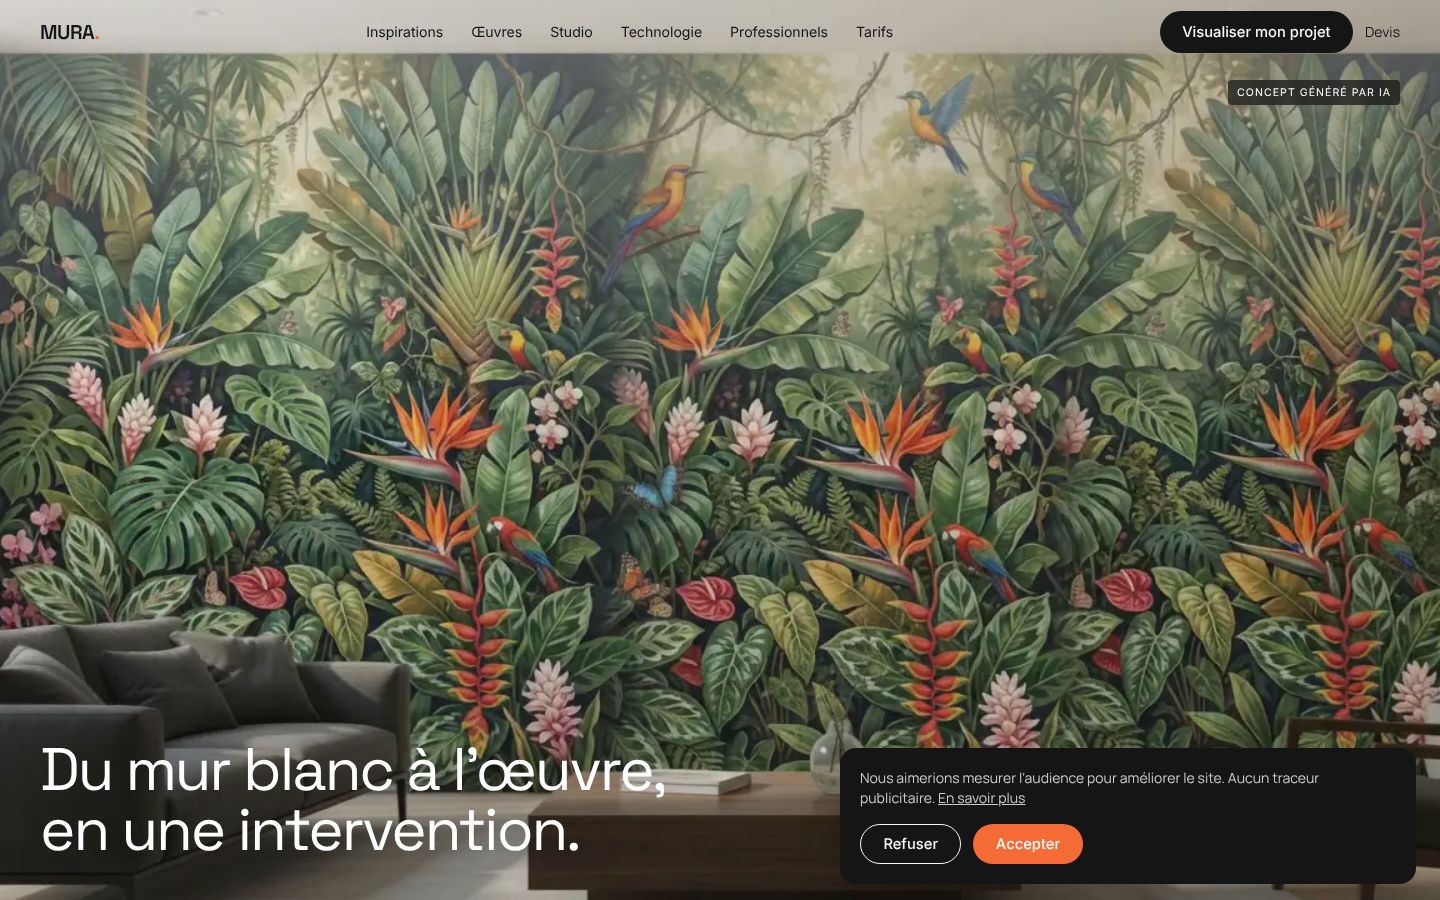 MURA.
Inspirations
Œuvres
Studio
Technologie
Professionnels
Tarifs
Visualiser mon projet
Devis
CONCEPT GÉNÉRÉ PAR IA
Du mur blanc à l’œuvre,
en une intervention.
Nous aimerions mesurer l’audience pour améliorer le site. Aucun traceur
publicitaire. En savoir plus
Refuser
Accepter